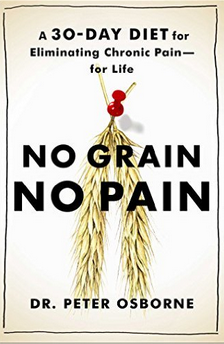 A 30-DAY DIET for
Eliminating Chronic Pain—
for Life
NO GRAIN
NO PAIN
DR. PETER OSBORNE